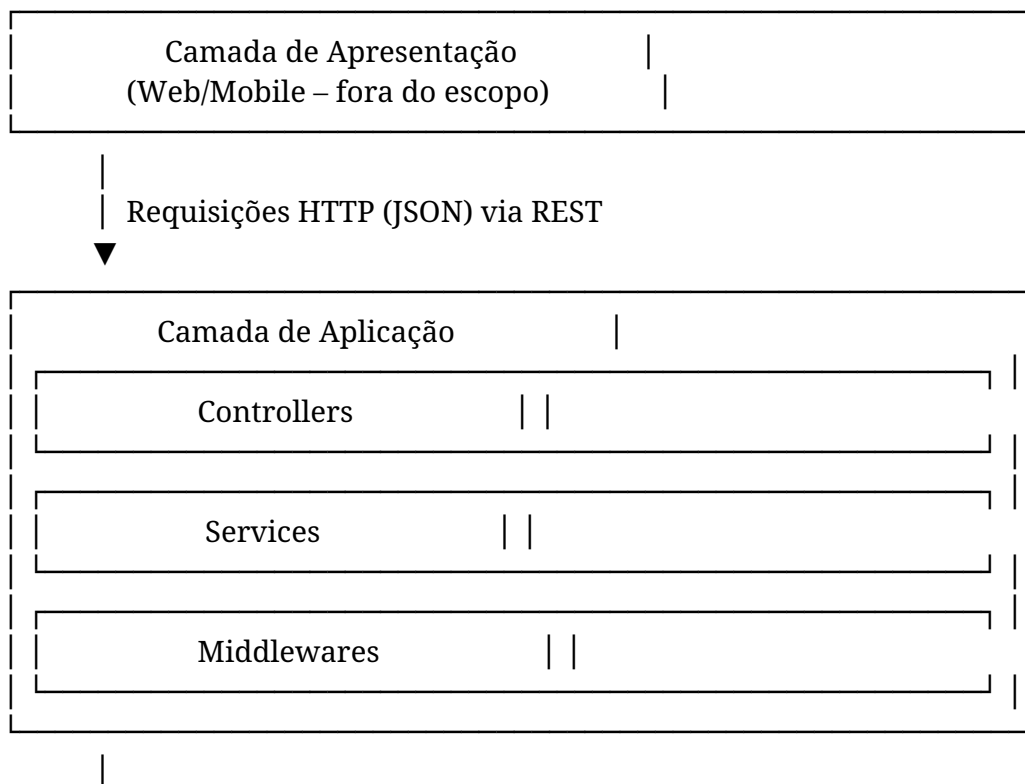 Camada de Apresentação
(Web/Mobile – fora do escopo)
Requisições HTTP (JSON) via REST
Camada de Aplicação
Controllers
Services
Middlewares